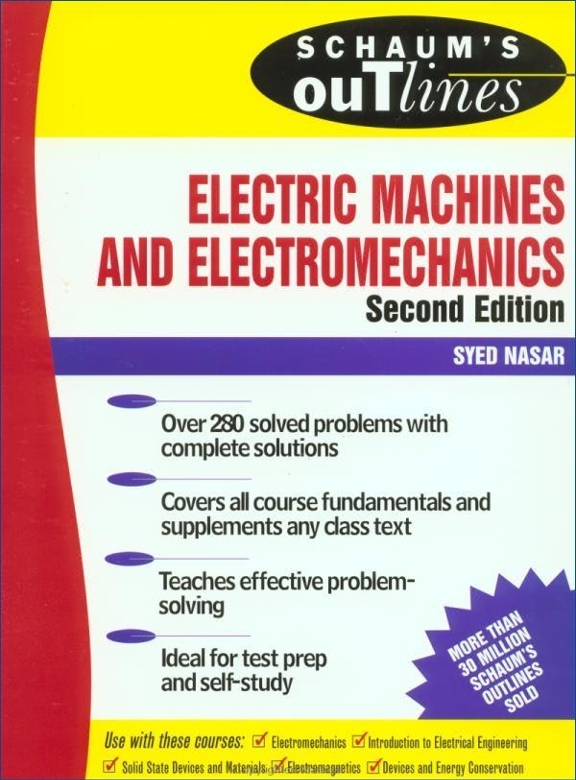 SCHAUM'S
ouTlines
ELECTRIC MACHINES
AND ELECTROMECHANICS
Second Edition
SYED NASAR
Over 280 solved problems with
complete solutions
Covers all course fundamentals and
supplements any class text
Teaches effective problem-
solving
Ideal for test prep
and self-study
MORE THAN
30 MILLION
SCHAUM'S
OUTLINES
SOLD
Use with these courses: Electromechanics Introduction to Electrical Engineering
Solid State Devices and Materials Electromagnetics Devices and Energy Conservation